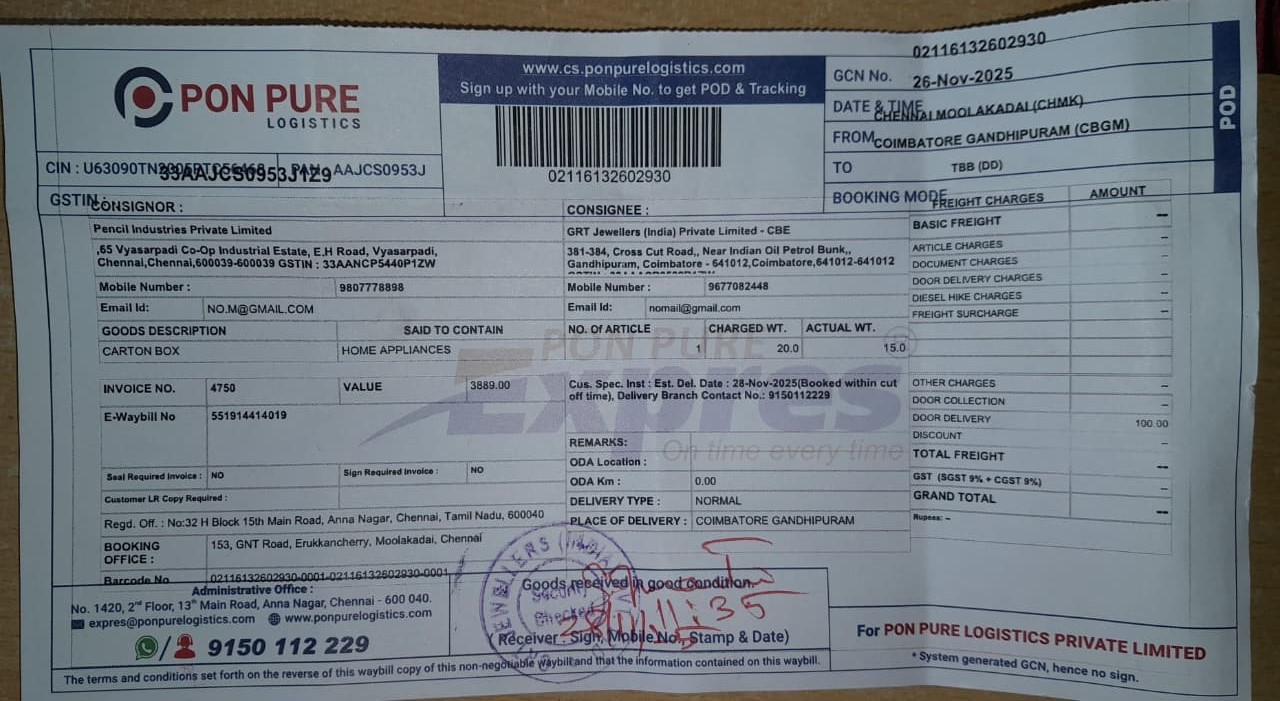 PON PURE
LOGISTICS
CIN : U63090TN2005PTC56468 PAN : AAJCS0953J
33AAJCS0953J1Z9
GSTIN :
www.cs.ponpurelogistics.com
Sign up with your Mobile No. to get POD & Tracking
02116132602930
02116132602930
GCN No.
26-Nov-2025
DATE & TIME
CHENNAI MOOLAKADAI (CHMK)
FROM
COIMBATORE GANDHIPURAM (CBGM)
TO
TBB (DD)
BOOKING MODE
POD
CONSIGNOR :
Pencil Industries Private Limited
,65 Vyasarpadi Co-Op Industrial Estate, E.H Road, Vyasarpadi,
Chennai,Chennai,600039-600039 GSTIN : 33AANCP5440P1ZW
Mobile Number : 9807778898
Email Id: NO.M@GMAIL.COM
CONSIGNEE :
GRT Jewellers (India) Private Limited - CBE
381-384, Cross Cut Road,, Near Indian Oil Petrol Bunk,,
Gandhipuram, Coimbatore - 641012,Coimbatore,641012-641012
Mobile Number : 9677082448
Email Id: nomail@gmail.com
GOODS DESCRIPTION SAID TO CONTAIN NO. Of ARTICLE CHARGED WT. ACTUAL WT.
CARTON BOX HOME APPLIANCES 1 20.0 15.0
PON PURE
Expres
On time every time
INVOICE NO. 4750 VALUE 3889.00
E-Waybill No 551914414019
Seal Required Invoice : NO Sign Required Invoice : NO
Customer LR Copy Required :
Regd. Off. : No:32 H Block 15th Main Road, Anna Nagar, Chennai, Tamil Nadu, 600040
BOOKING OFFICE : 153, GNT Road, Erukkancherry, Moolakadai, Chennai
Barcode No 02116132602930-0001-02116132602930-0001
Cus. Spec. Inst : Est. Del. Date : 28-Nov-2025(Booked within cut
off time), Delivery Branch Contact No.: 9150112229
REMARKS:
ODA Location :
ODA Km : 0.00
DELIVERY TYPE : NORMAL
PLACE OF DELIVERY : COIMBATORE GANDHIPURAM
FREIGHT CHARGES AMOUNT
BASIC FREIGHT --
ARTICLE CHARGES –
DOCUMENT CHARGES –
DOOR DELIVERY CHARGES –
DIESEL HIKE CHARGES –
FREIGHT SURCHARGE –
OTHER CHARGES –
DOOR COLLECTION –
DOOR DELIVERY 100.00
DISCOUNT –
TOTAL FREIGHT --
GST (SGST 9% + CGST 9%) –
GRAND TOTAL --
Rupees: –
Administrative Office :
No. 1420, 2nd Floor, 13th Main Road, Anna Nagar, Chennai - 600 040.
expres@ponpurelogistics.com www.ponpurelogistics.com
/ 9150 112 229
Goods received in good condition.
Security
Checked
( Receiver : Sign, Mobile No, Stamp & Date)
For PON PURE LOGISTICS PRIVATE LIMITED
* System generated GCN, hence no sign.
The terms and conditions set forth on the reverse of this waybill copy of this non-negotiable waybill and that the information contained on this waybill.